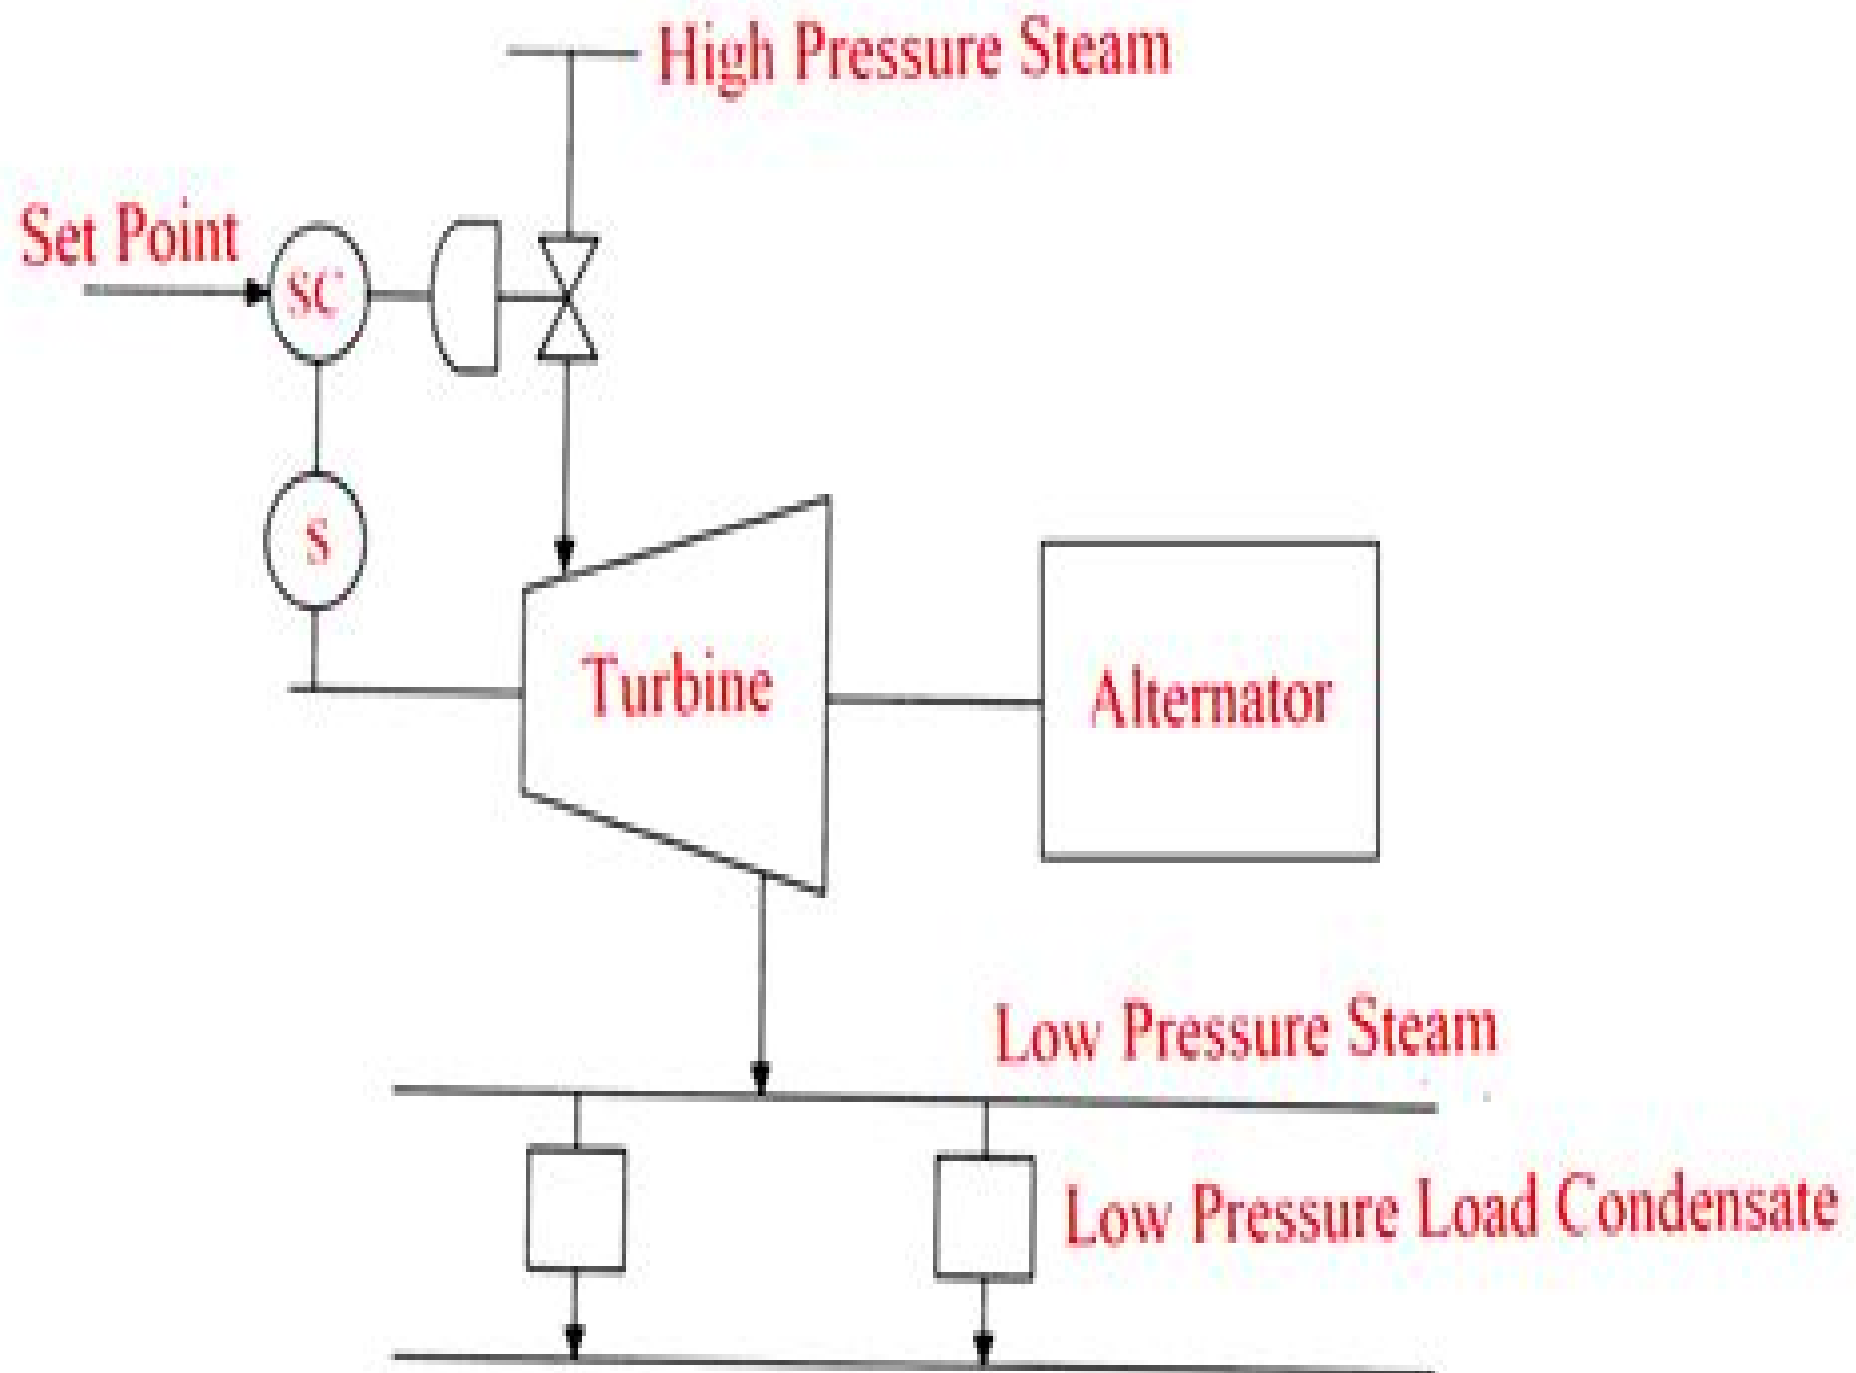 High Pressure Steam
Set Point
SC
S
Turbine
Alternator
Low Pressure Steam
Low Pressure Load Condensate